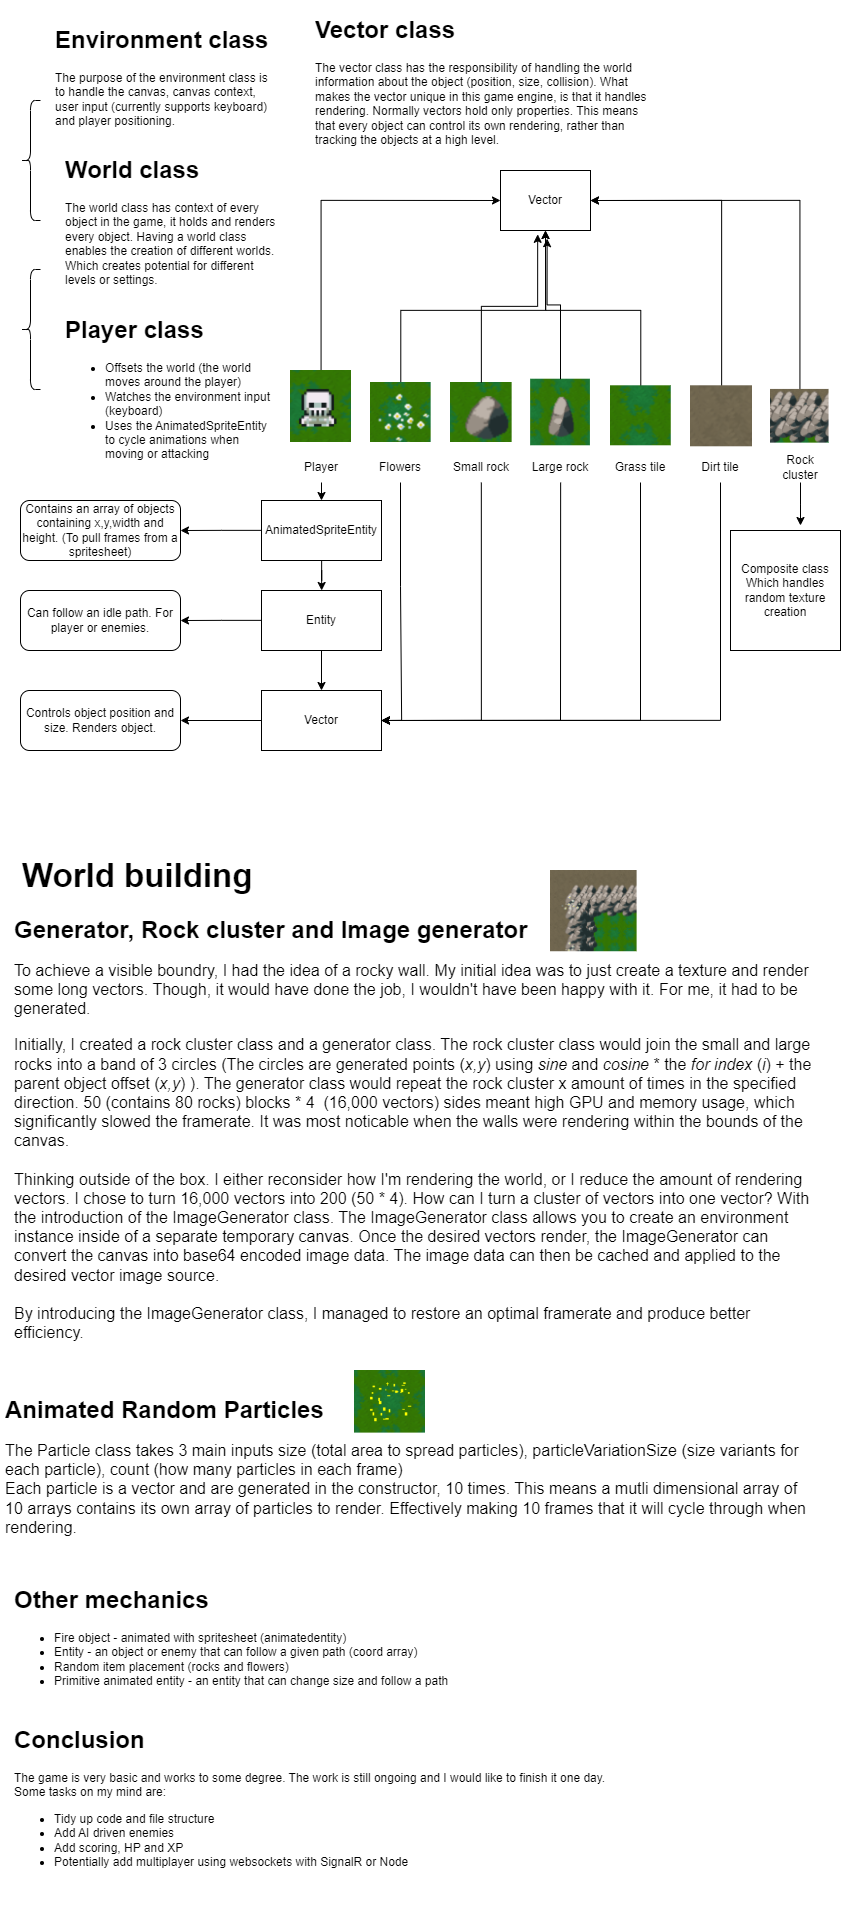 Environment class
The purpose of the environment class is
to handle the canvas, canvas context,
user input (currently supports keyboard)
and player positioning.
Vector class
The vector class has the responsibility of handling the world
information about the object (position, size, collision). What
makes the vector unique in this game engine, is that it handles
rendering. Normally vectors hold only properties. This means
that every object can control its own rendering, rather than
tracking the objects at a high level.
World class
The world class has context of every
object in the game, it holds and renders
every object. Having a world class
enables the creation of different worlds.
Which creates potential for different
levels or settings.
Vector
Player class
Offsets the world (the world
moves around the player)
Watches the environment input
(keyboard)
Uses the AnimatedSpriteEntity
to cycle animations when
moving or attacking
Player
Flowers
Small rock
Large rock
Grass tile
Dirt tile
Rock
cluster
Contains an array of objects
containing x,y,width and
height. (To pull frames from a
spritesheet)
AnimatedSpriteEntity
Composite class
Which handles
random texture
creation
Can follow an idle path. For
player or enemies.
Entity
Controls object position and
size. Renders object.
Vector
World building
Generator, Rock cluster and Image generator
To achieve a visible boundry, I had the idea of a rocky wall. My initial idea was to just create a texture and render
some long vectors. Though, it would have done the job, I wouldn't have been happy with it. For me, it had to be
generated.
Initially, I created a rock cluster class and a generator class. The rock cluster class would join the small and large
rocks into a band of 3 circles (The circles are generated points (x,y) using sine and cosine * the for index (i) + the
parent object offset (x,y) ). The generator class would repeat the rock cluster x amount of times in the specified
direction. 50 (contains 80 rocks) blocks * 4  (16,000 vectors) sides meant high GPU and memory usage, which
significantly slowed the framerate. It was most noticable when the walls were rendering within the bounds of the
canvas.
Thinking outside of the box. I either reconsider how I'm rendering the world, or I reduce the amount of rendering
vectors. I chose to turn 16,000 vectors into 200 (50 * 4). How can I turn a cluster of vectors into one vector? With
the introduction of the ImageGenerator class. The ImageGenerator class allows you to create an environment
instance inside of a separate temporary canvas. Once the desired vectors render, the ImageGenerator can
convert the canvas into base64 encoded image data. The image data can then be cached and applied to the
desired vector image source.
By introducing the ImageGenerator class, I managed to restore an optimal framerate and produce better
efficiency.
Animated Random Particles
The Particle class takes 3 main inputs size (total area to spread particles), particleVariationSize (size variants for
each particle), count (how many particles in each frame)
Each particle is a vector and are generated in the constructor, 10 times. This means a mutli dimensional array of
10 arrays contains its own array of particles to render. Effectively making 10 frames that it will cycle through when
rendering.
Other mechanics
Fire object - animated with spritesheet (animatedentity)
Entity - an object or enemy that can follow a given path (coord array)
Random item placement (rocks and flowers)
Primitive animated entity - an entity that can change size and follow a path
Conclusion
The game is very basic and works to some degree. The work is still ongoing and I would like to finish it one day.
Some tasks on my mind are:
Tidy up code and file structure
Add AI driven enemies
Add scoring, HP and XP
Potentially add multiplayer using websockets with SignalR or Node